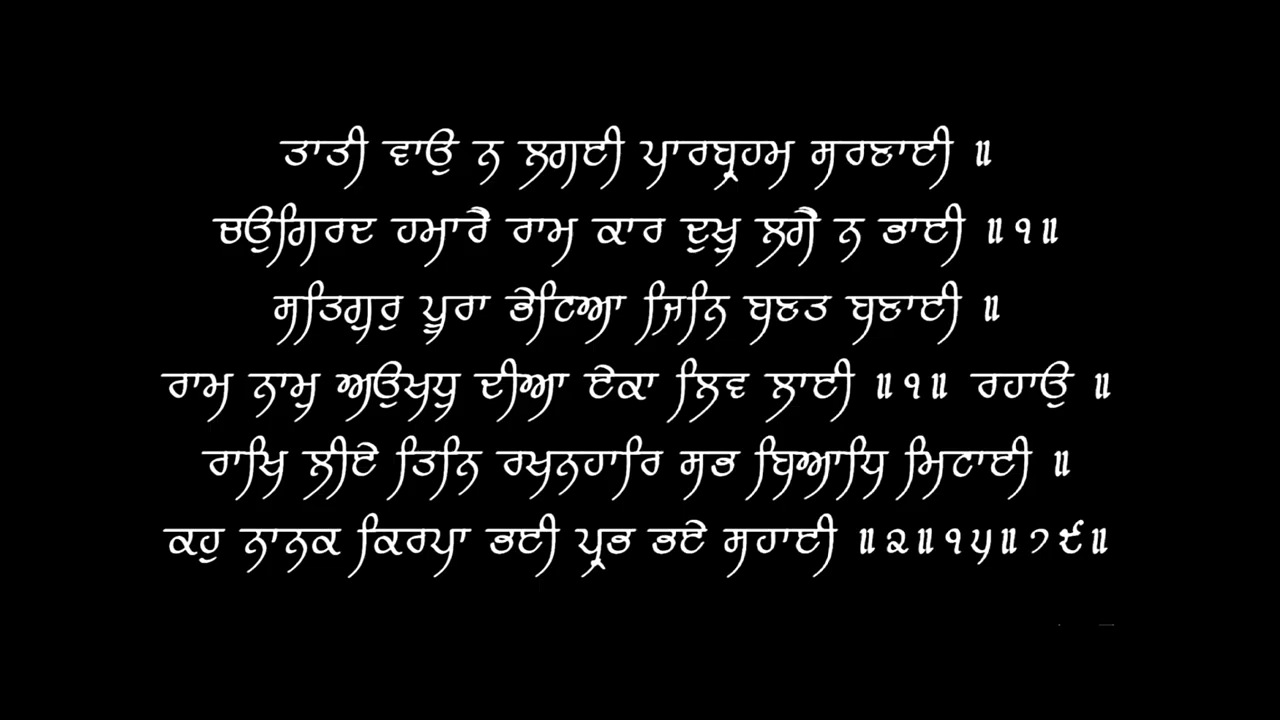 ਤਾਤੀ ਵਾਉ ਨ ਲਗਈ ਪਾਰਬ੍ਰਹਮ ਸਰਣਾਈ ॥
ਚਉਗਿਰਦ ਹਮਾਰੈ ਰਾਮ ਕਾਰ ਦੁਖੁ ਲਗੈ ਨ ਭਾਈ ॥੧॥
ਸਤਿਗੁਰੁ ਪੂਰਾ ਭੇਟਿਆ ਜਿਨਿ ਬਣਤ ਬਣਾਈ ॥
ਰਾਮ ਨਾਮੁ ਅਉਖਧੁ ਦੀਆ ਏਕਾ ਲਿਵ ਲਾਈ ॥੧॥ ਰਹਾਉ ॥
ਰਾਖਿ ਲੀਏ ਤਿਨਿ ਰਖਨਹਾਰਿ ਸਭ ਬਿਆਧਿ ਮਿਟਾਈ ॥
ਕਹੁ ਨਾਨਕ ਕਿਰਪਾ ਭਈ ਪ੍ਰਭ ਭਏ ਸਹਾਈ ॥੨॥੧੫॥੭੯॥